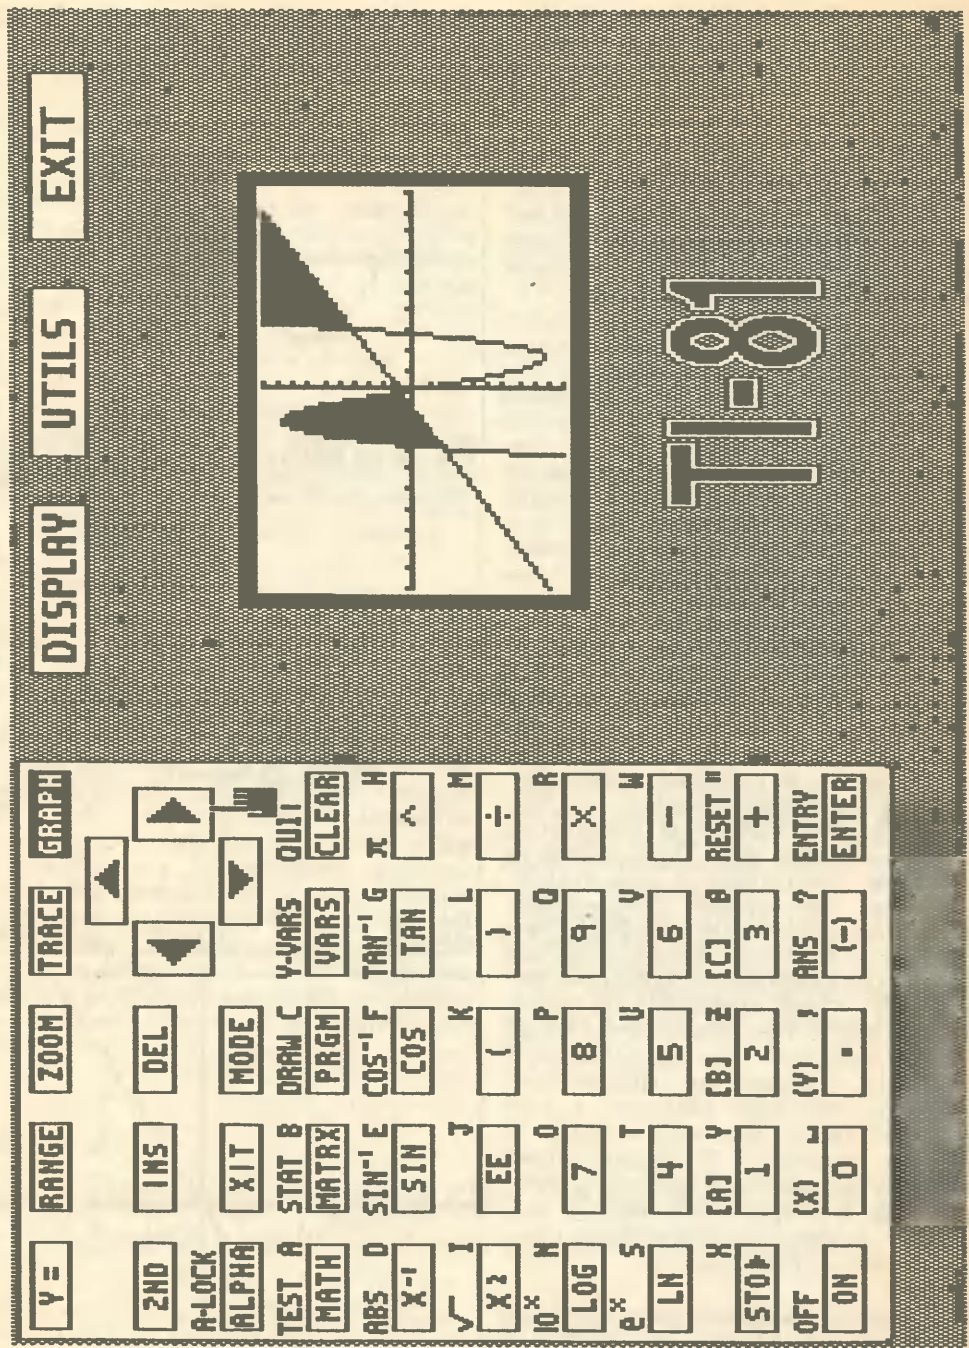 Y= RANGE ZOOM TRACE GRAPH
DISPLAY UTILS EXIT
2ND INS DEL
A-LOCK
ALPHA XIT MODE
TEST A STAT B DRAW C Y-VARS QUIT
MATH MATRX PRGM VARS CLEAR
ABS D SIN⁻¹ E COS⁻¹ F TAN⁻¹ G π H
X⁻¹ SIN COS TAN ^
√ I J K L M
X² EE ( ) ÷
10ˣ N O P Q R
LOG 7 8 9 ×
eˣ S T U V W
LN 4 5 6 −
X [A] Y [B] Z [C] θ RESET "
STO▶ 1 2 3 +
OFF (X) ␣ (Y) : ANS ? ENTRY
ON 0 . (-) ENTER
TI-81